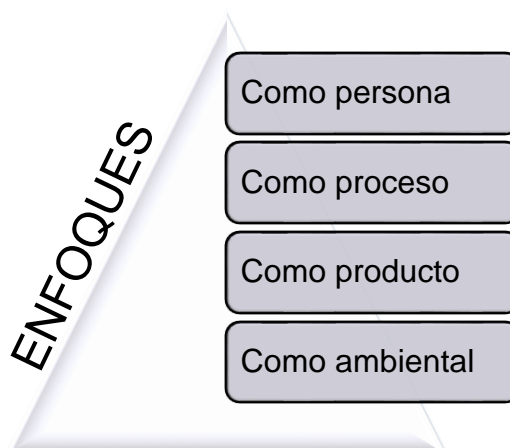 ENFOQUES
Como persona
Como proceso
Como producto
Como ambiental